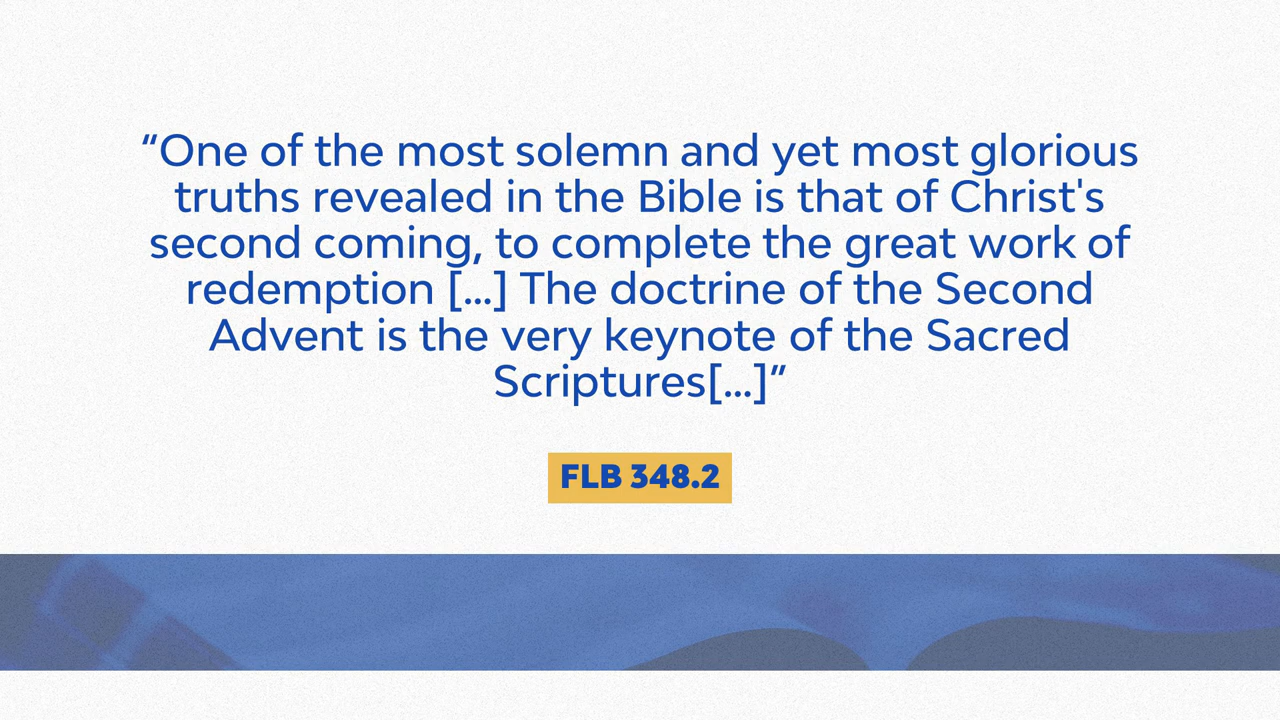 “One of the most solemn and yet most glorious
truths revealed in the Bible is that of Christ's
second coming, to complete the great work of
redemption [...] The doctrine of the Second
Advent is the very keynote of the Sacred
Scriptures[...]”
FLB 348.2